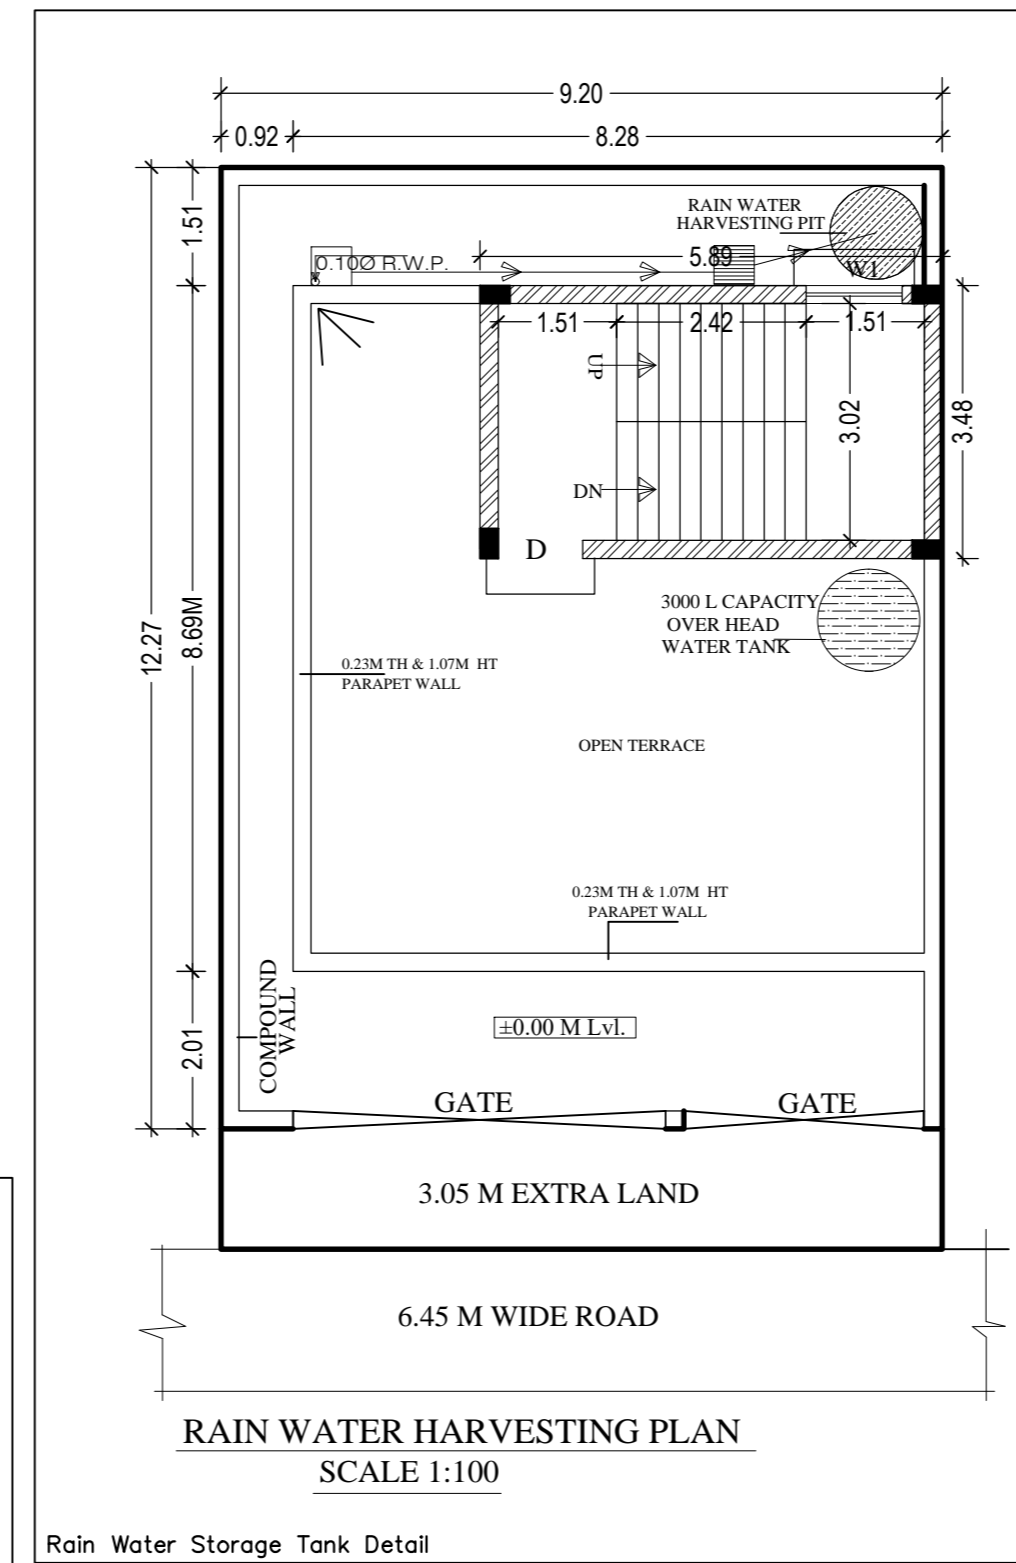 9.20
0.92
8.28
1.51
RAIN WATER
HARVESTING PIT
5.89
0.10Ø R.W.P.
W1
1.51
2.42
1.51
UP
3.02
3.48
DN
D
3000 L CAPACITY
OVER HEAD
WATER TANK
12.27
8.69M
0.23M TH & 1.07M HT
PARAPET WALL
OPEN TERRACE
0.23M TH & 1.07M HT
PARAPET WALL
COMPOUND
WALL
2.01
±0.00 M Lvl.
GATE
GATE
3.05 M EXTRA LAND
6.45 M WIDE ROAD
RAIN WATER HARVESTING PLAN
SCALE 1:100
Rain Water Storage Tank Detail